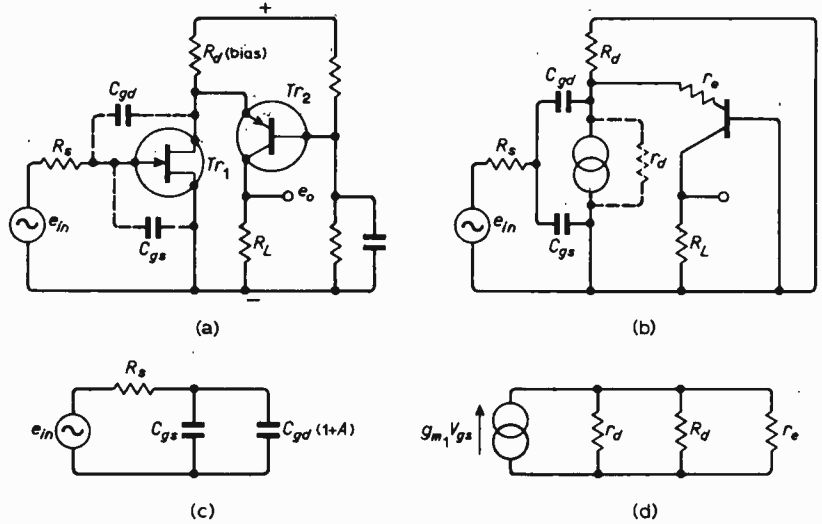 +
R_d (bias)
C_gd
Tr_2
R_s
Tr_1
e_o
e_in
C_gs
R_L
−
(a)
R_d
C_gd
r_e
R_s
r_d
e_in
C_gs
R_L
(b)
R_s
e_in
C_gs
C_gd (1+A)
(c)
g_m1 V_gs
r_d
R_d
r_e
(d)